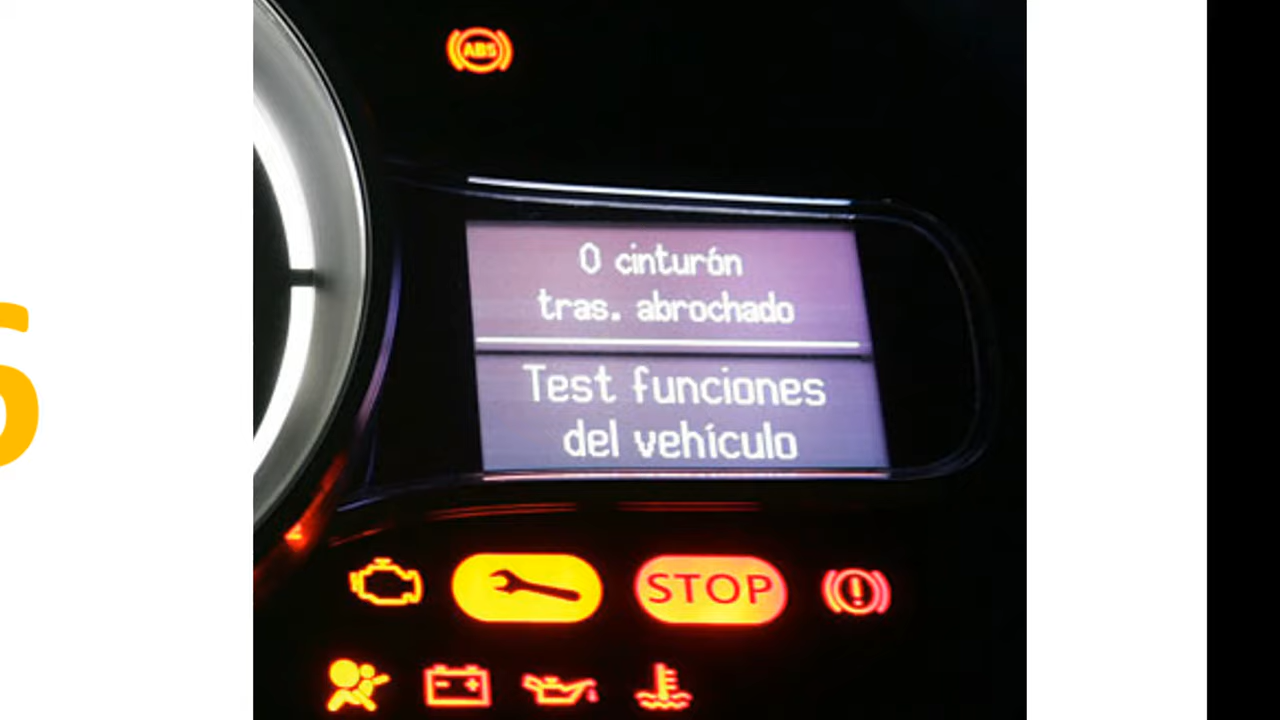 ABS
0 cinturón
tras. abrochado
Test funciones
del vehículo
STOP